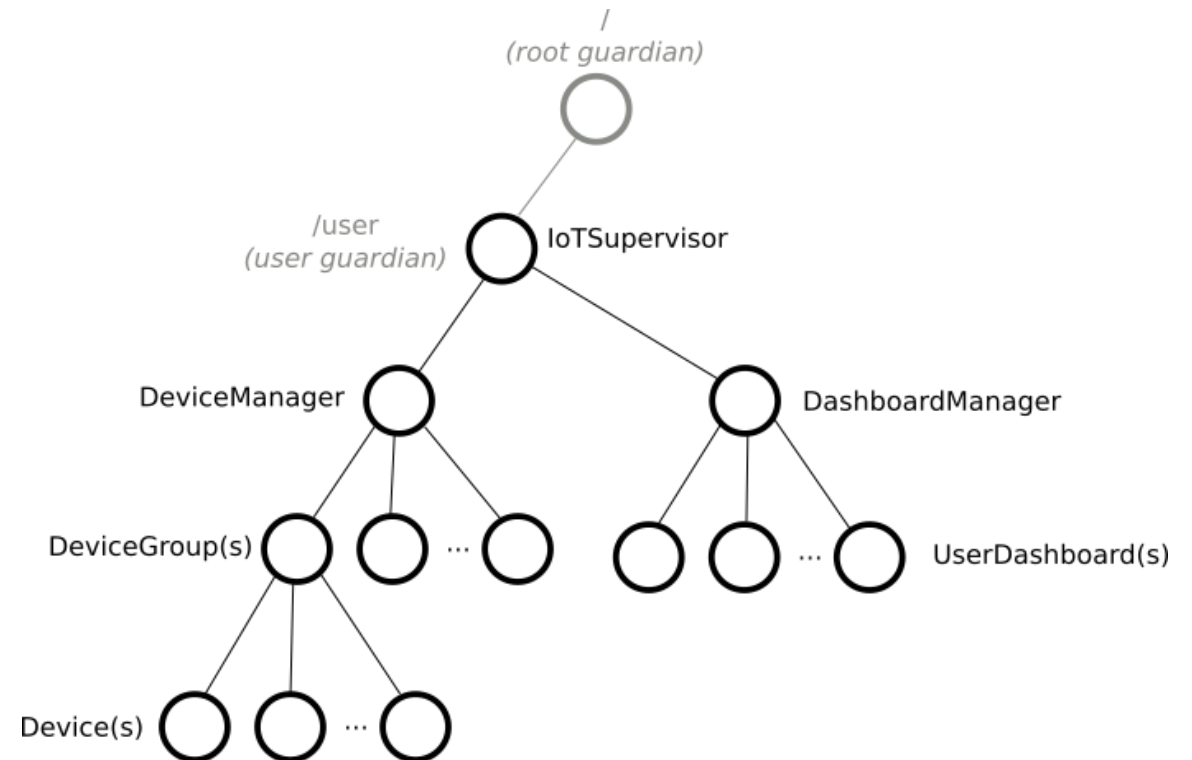 /
(root guardian)
/user
(user guardian)
IoTSupervisor
DeviceManager
DashboardManager
DeviceGroup(s)
...
...
UserDashboard(s)
Device(s)
...